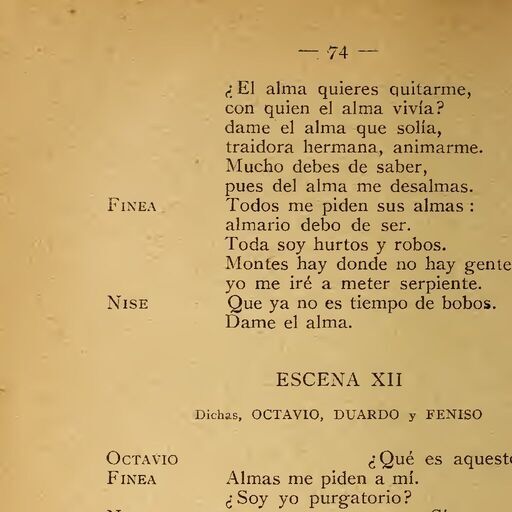 — 74 —
¿El alma quieres quitarme,
con quien el alma vivía?
dame el alma que solía,
traidora hermana, animarme.
Mucho debes de saber,
pues del alma me desalmas.
FINEA Todos me piden sus almas :
almario debo de ser.
Toda soy hurtos y robos.
Montes hay donde no hay gente
yo me iré a meter serpiente.
NISE Que ya no es tiempo de bobos.
Dame el alma.
ESCENA XII
Dichas, OCTAVIO, DUARDO y FENISO
OCTAVIO ¿Qué es aquesto
FINEA Almas me piden a mí.
¿Soy yo purgatorio?